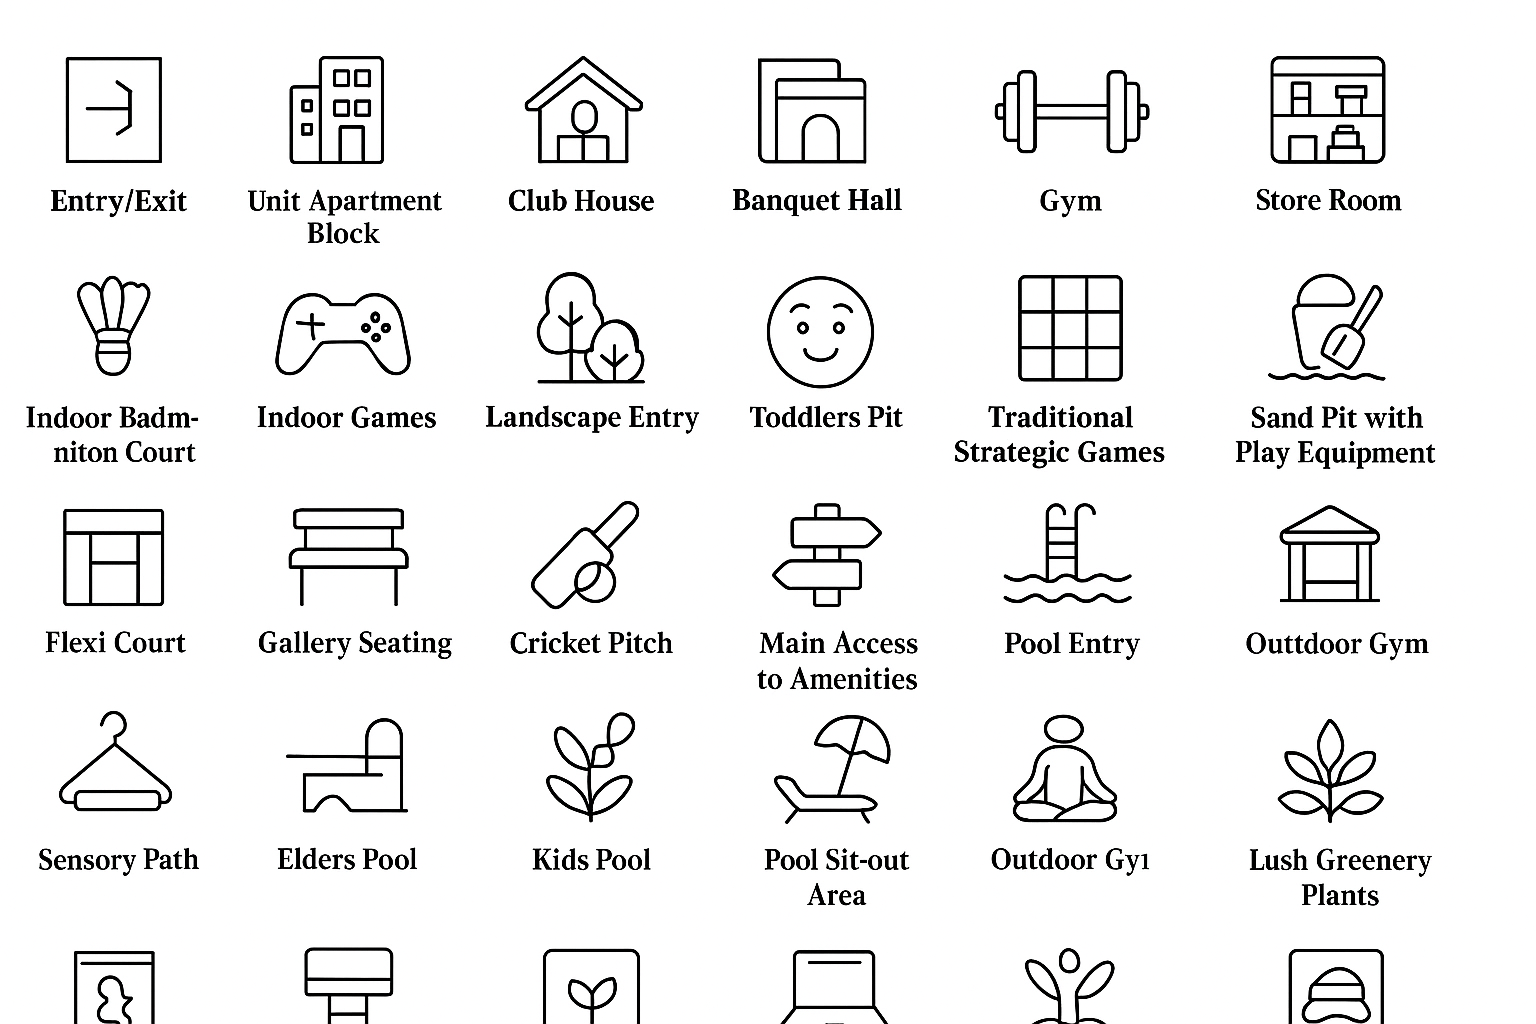 Entry/Exit
Unit Apartment
Block
Club House
Banquet Hall
Gym
Store Room
Indoor Badm-
niton Court
Indoor Games
Landscape Entry
Toddlers Pit
Traditional
Strategic Games
Sand Pit with
Play Equipment
Flexi Court
Gallery Seating
Cricket Pitch
Main Access
to Amenities
Pool Entry
Outtdoor Gym
Sensory Path
Elders Pool
Kids Pool
Pool Sit-out
Area
Outdoor Gy1
Lush Greenery
Plants